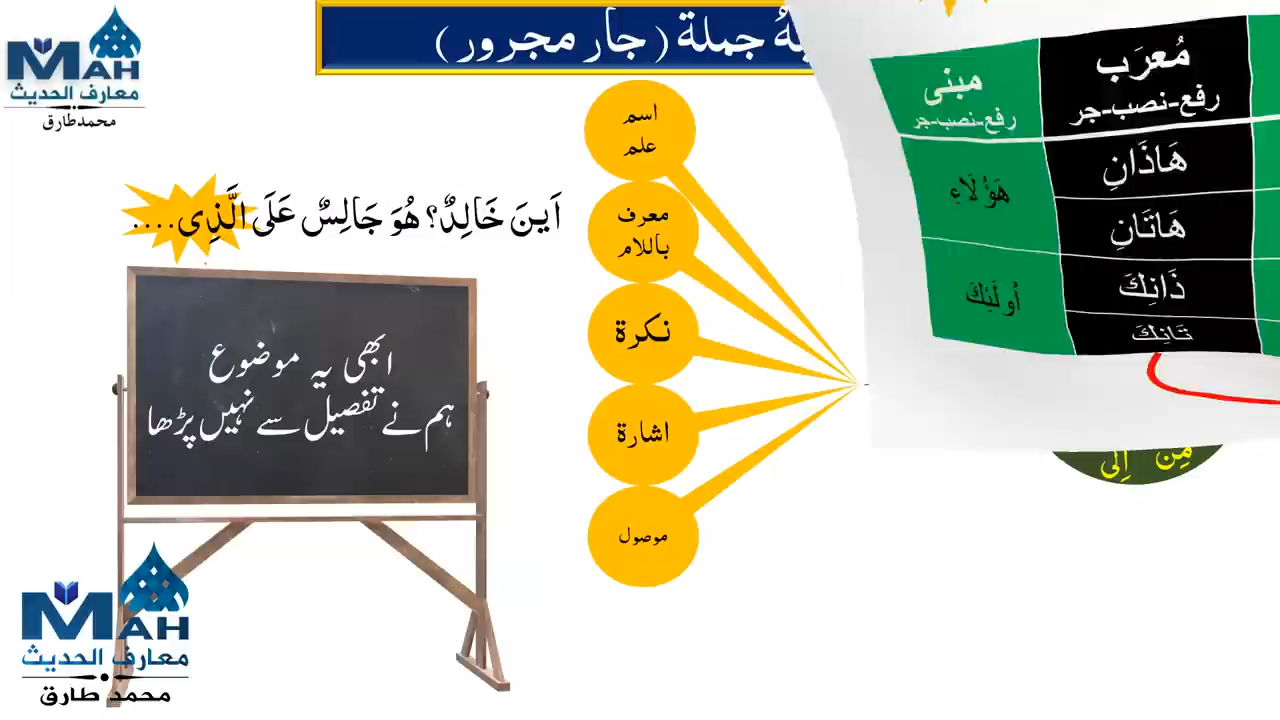 جملة (جار مجرور)
MAH
معارف الحديث
محمد طارق
اسم
علم
معرف
باللام
نكرة
اشارة
موصول
اَينَ خَالِدٌ؟ هُوَ جَالِسٌ عَلَى الَّذِی....
ابھی یہ موضوع
ہم نے تفصیل سے نہیں پڑھا
مُعرَب
رفع-نصب-جر
هَاذَانِ
هَاتَانِ
ذَانِكَ
تَانِكَ
مبنی
رفع-نصب-جر
هَؤُلَاءِ
أُولَئِكَ
مِن اِلٰی
MAH
معارف الحديث
محمد طارق